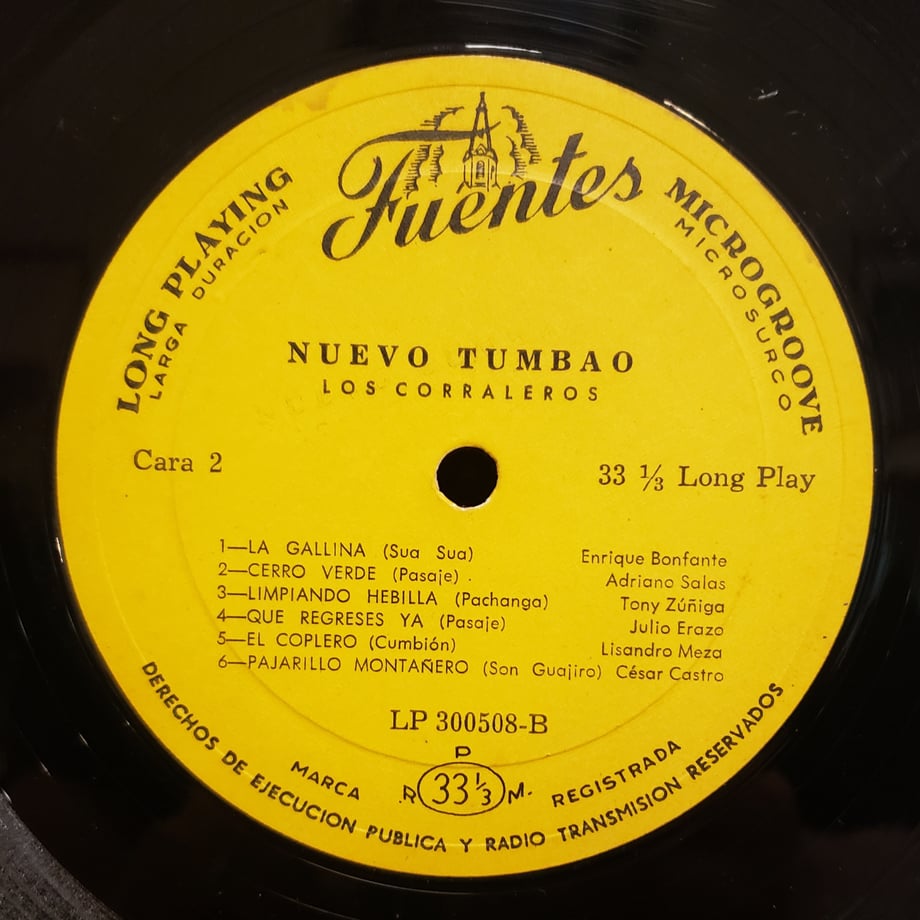 Fuentes
LONG PLAYING
LARGA DURACION
MICROGROOVE
MICROSURCO
NUEVO TUMBAO
LOS CORRALEROS
Cara 2
33 ⅓ Long Play
1—LA GALLINA (Sua Sua) Enrique Bonfante
2—CERRO VERDE (Pasaje) . Adriano Salas
3—LIMPIANDO HEBILLA (Pachanga) Tony Zúñiga
4—QUE REGRESES YA (Pasaje) Julio Erazo
5—EL COPLERO (Cumbión) Lisandro Meza
6—PAJARILLO MONTAÑERO (Son Guajiro) César Castro
LP 300508-B
MARCA R. P. M. REGISTRADA
33⅓
DERECHOS DE EJECUCION PUBLICA Y RADIO TRANSMISION RESERVADOS